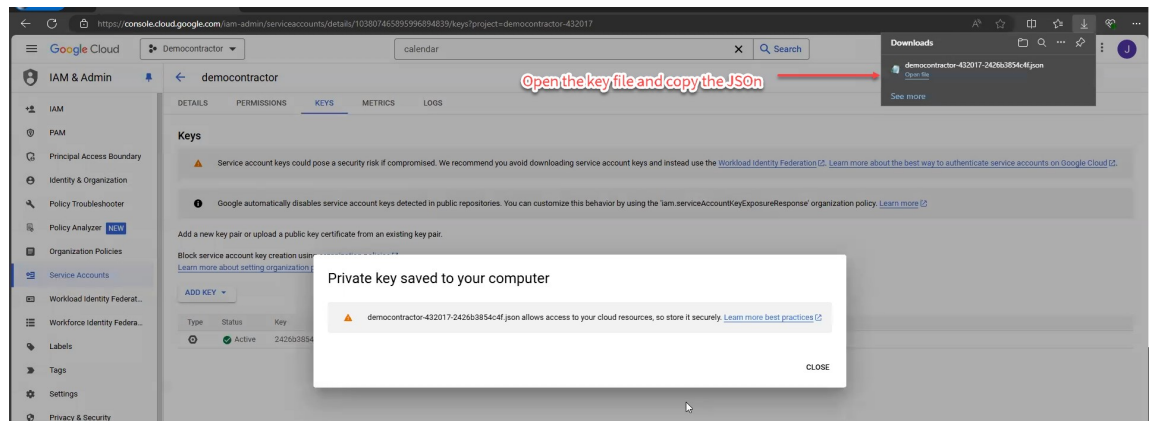 https://console.cloud.google.com/iam-admin/serviceaccounts/details/103807465895996894839/keys?project=democontractor-432017
Google Cloud
Democontractor
calendar
Search
Downloads
democontractor-432017-2426b3854c4f.json
Open file
See more
J
IAM & Admin
democontractor
Open the key file and copy the JSOn
DETAILS PERMISSIONS KEYS METRICS LOGS
IAM
PAM
Principal Access Boundary
Identity & Organization
Policy Troubleshooter
Policy Analyzer NEW
Organization Policies
Service Accounts
Workload Identity Federat...
Workforce Identity Federa...
Labels
Tags
Settings
Privacy & Security
Keys
Service account keys could pose a security risk if compromised. We recommend you avoid downloading service account keys and instead use the Workload Identity Federation. Learn more about the best way to authenticate service accounts on Google Cloud.
Google automatically disables service account keys detected in public repositories. You can customize this behavior by using the 'iam.serviceAccountKeyExposureResponse' organization policy. Learn more
Add a new key pair or upload a public key certificate from an existing key pair.
Block service account key creation using
Learn more about setting organization p
ADD KEY
Type Status Key
Active 2426b3854
Private key saved to your computer
democontractor-432017-2426b3854c4f.json allows access to your cloud resources, so store it securely. Learn more best practices
CLOSE